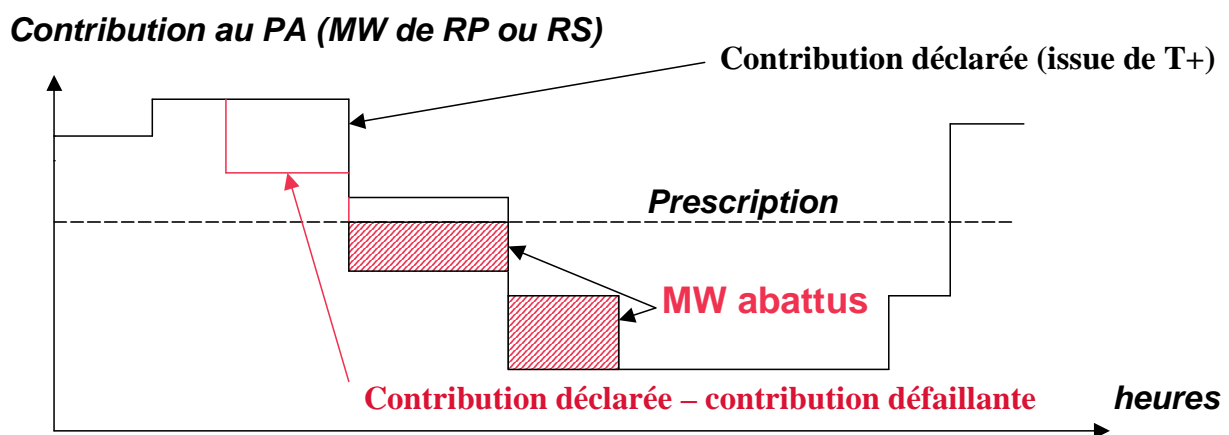 Contribution au PA (MW de RP ou RS)
Contribution déclarée (issue de T+)
Prescription
MW abattus
Contribution déclarée – contribution défaillante
heures